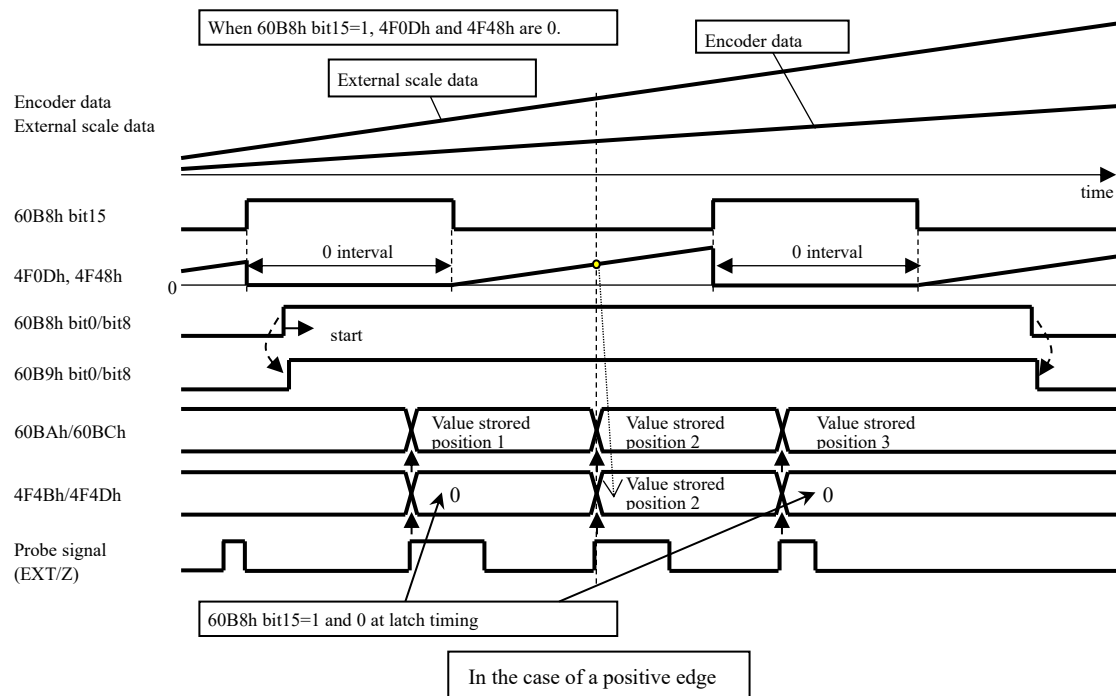 When 60B8h bit15=1, 4F0Dh and 4F48h are 0.
Encoder data
External scale data
Encoder data
External scale data
time
60B8h bit15
0 interval
0 interval
4F0Dh, 4F48h
0
60B8h bit0/bit8
start
60B9h bit0/bit8
60BAh/60BCh
Value strored
position 1
Value strored
position 2
Value strored
position 3
4F4Bh/4F4Dh
0
Value strored
position 2
0
Probe signal
(EXT/Z)
60B8h bit15=1 and 0 at latch timing
In the case of a positive edge